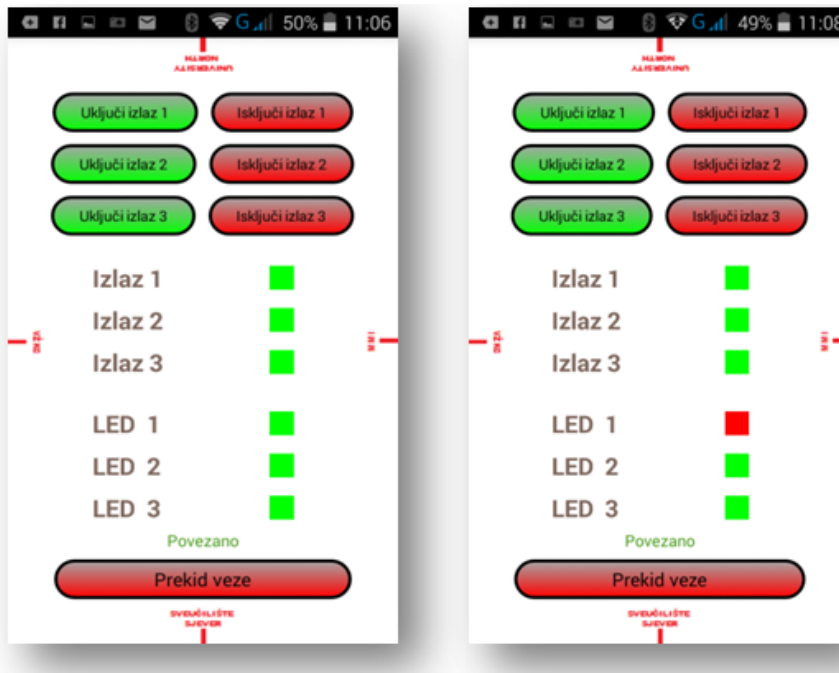 50% 11:06
NORTH
UNIVERSITY
Uključi izlaz 1 Isključi izlaz 1
Uključi izlaz 2 Isključi izlaz 2
Uključi izlaz 3 Isključi izlaz 3
Izlaz 1
Izlaz 2
Izlaz 3
LED 1
LED 2
LED 3
Povezano
Prekid veze
SVEUČILIŠTE
SJEVER
G 49% 11:08
NORTH
UNIVERSITY
Uključi izlaz 1 Isključi izlaz 1
Uključi izlaz 2 Isključi izlaz 2
Uključi izlaz 3 Isključi izlaz 3
Izlaz 1
Izlaz 2
Izlaz 3
LED 1
LED 2
LED 3
Povezano
Prekid veze
SVEUČILIŠTE
SJEVER